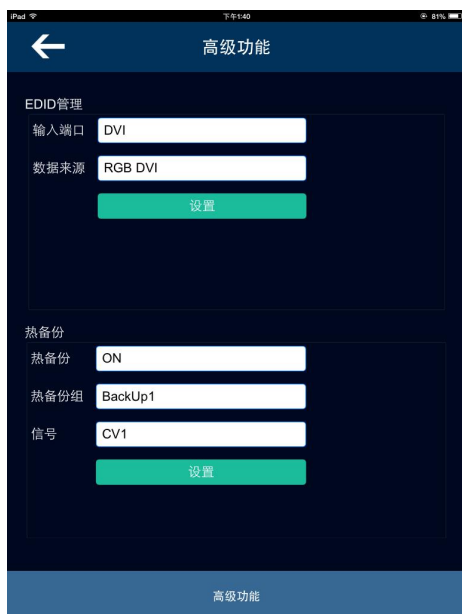 iPad 下午1:40 81%
高级功能
EDID管理
输入端口 DVI
数据来源 RGB DVI
设置
热备份
热备份 ON
热备份组 BackUp1
信号 CV1
设置
高级功能